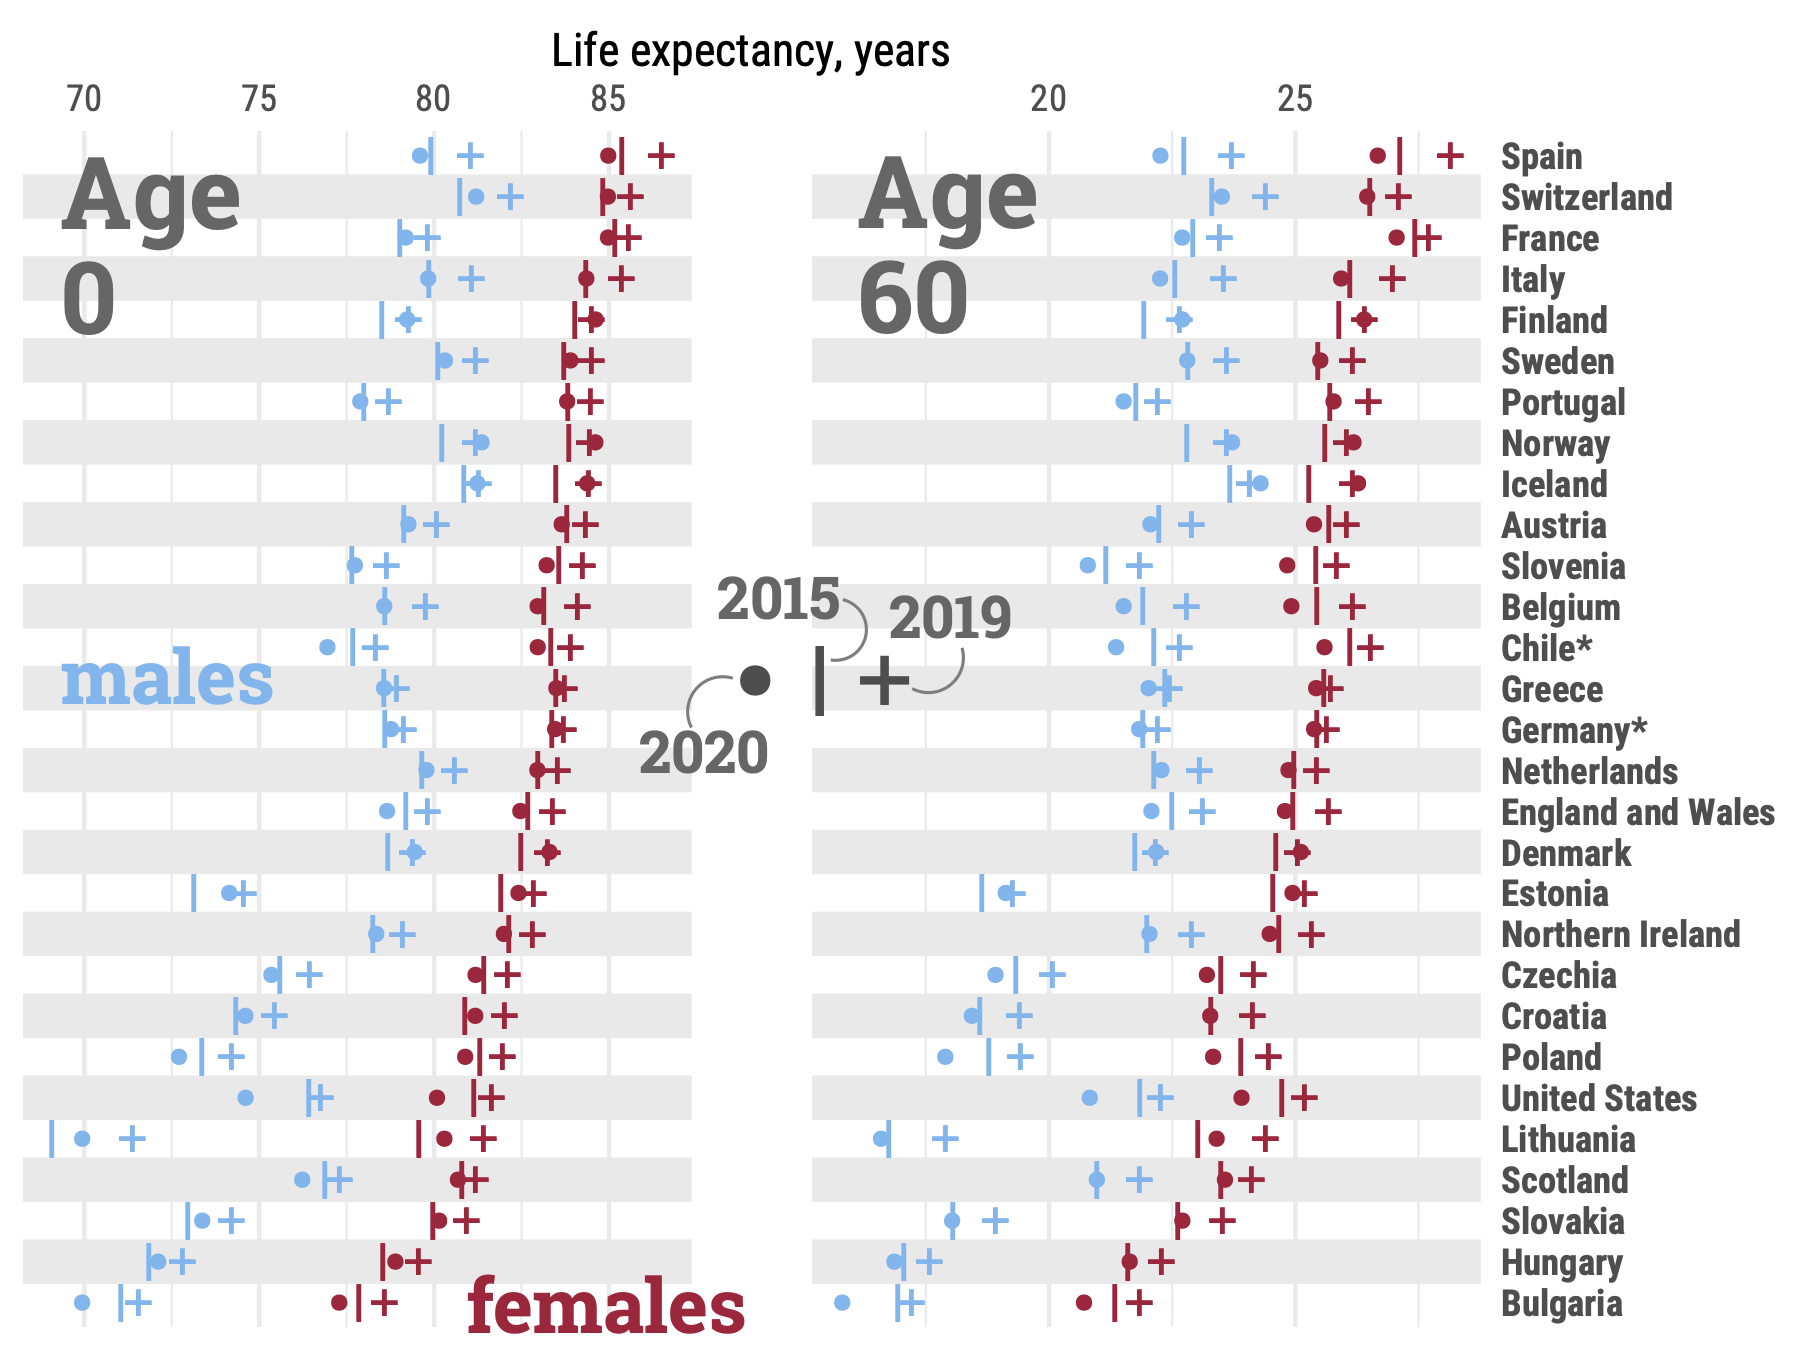 Life expectancy, years
70 75 80 85 20 25
Age
0
Age
60
Spain
Switzerland
France
Italy
Finland
Sweden
Portugal
Norway
Iceland
Austria
Slovenia
Belgium
Chile*
Greece
Germany*
Netherlands
England and Wales
Denmark
Estonia
Northern Ireland
Czechia
Croatia
Poland
United States
Lithuania
Scotland
Slovakia
Hungary
Bulgaria
males
2015
2019
2020
females